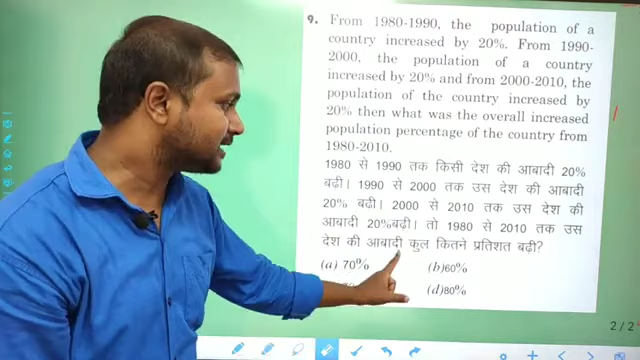 9. From 1980-1990, the population of a
country increased by 20%. From 1990-
2000, the population of a country
increased by 20% and from 2000-2010, the
population of the country increased by
20% then what was the overall increased
population percentage of the country from
1980-2010.
1980 से 1990 तक किसी देश की आबादी 20%
बढ़ी। 1990 से 2000 तक उस देश की आबादी
20% बढ़ी। 2000 से 2010 तक उस देश की
आबादी 20%बढ़ी। तो 1980 से 2010 तक उस
देश की आबादी कुल कितने प्रतिशत बढ़ी?
(a) 70% (b)60%
(d)80%
2/2